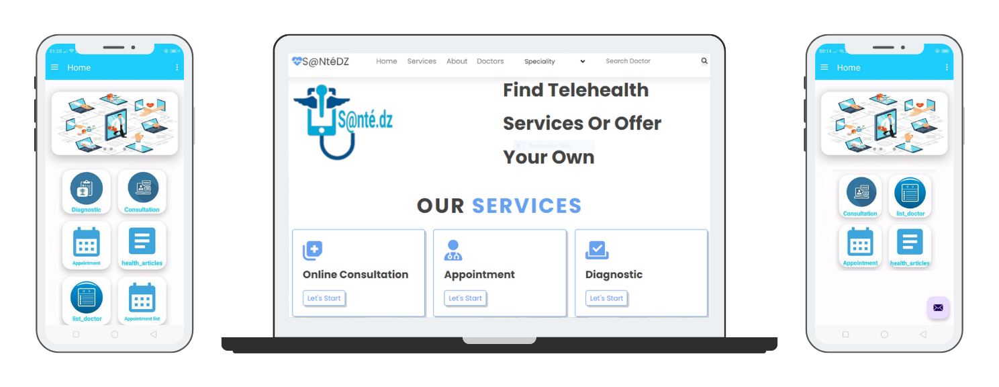 01:20
Home
Diagnostic
Consultation
Appointment
health_articles
list_doctor
Appointment list
S@NtéDZ
Home Services About Doctors Speciality Search Doctor
S@nté.dz
Find Telehealth
Services Or Offer
Rectangular Snip
Your Own
OUR SERVICES
Online Consultation
Let's Start
Appointment
Let's Start
Diagnostic
Let's Start
00:14
Home
Consultation
list_doctor
Appointment
health_articles